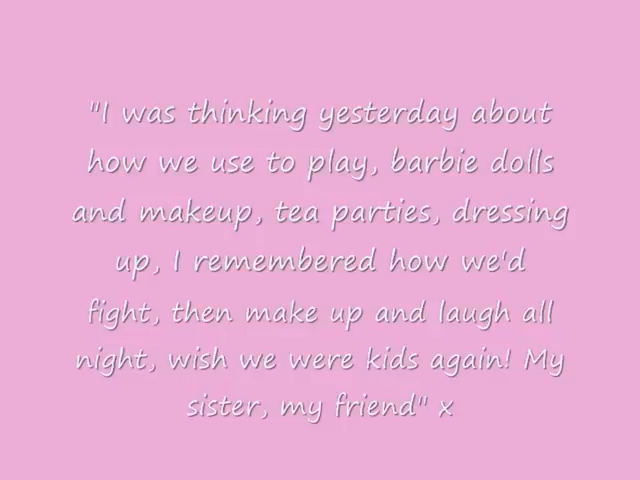 "I was thinking yesterday about
how we use to play, barbie dolls
and makeup, tea parties, dressing
up, I remembered how we'd
fight, then make up and laugh all
night, wish we were kids again! My
sister, my friend" x